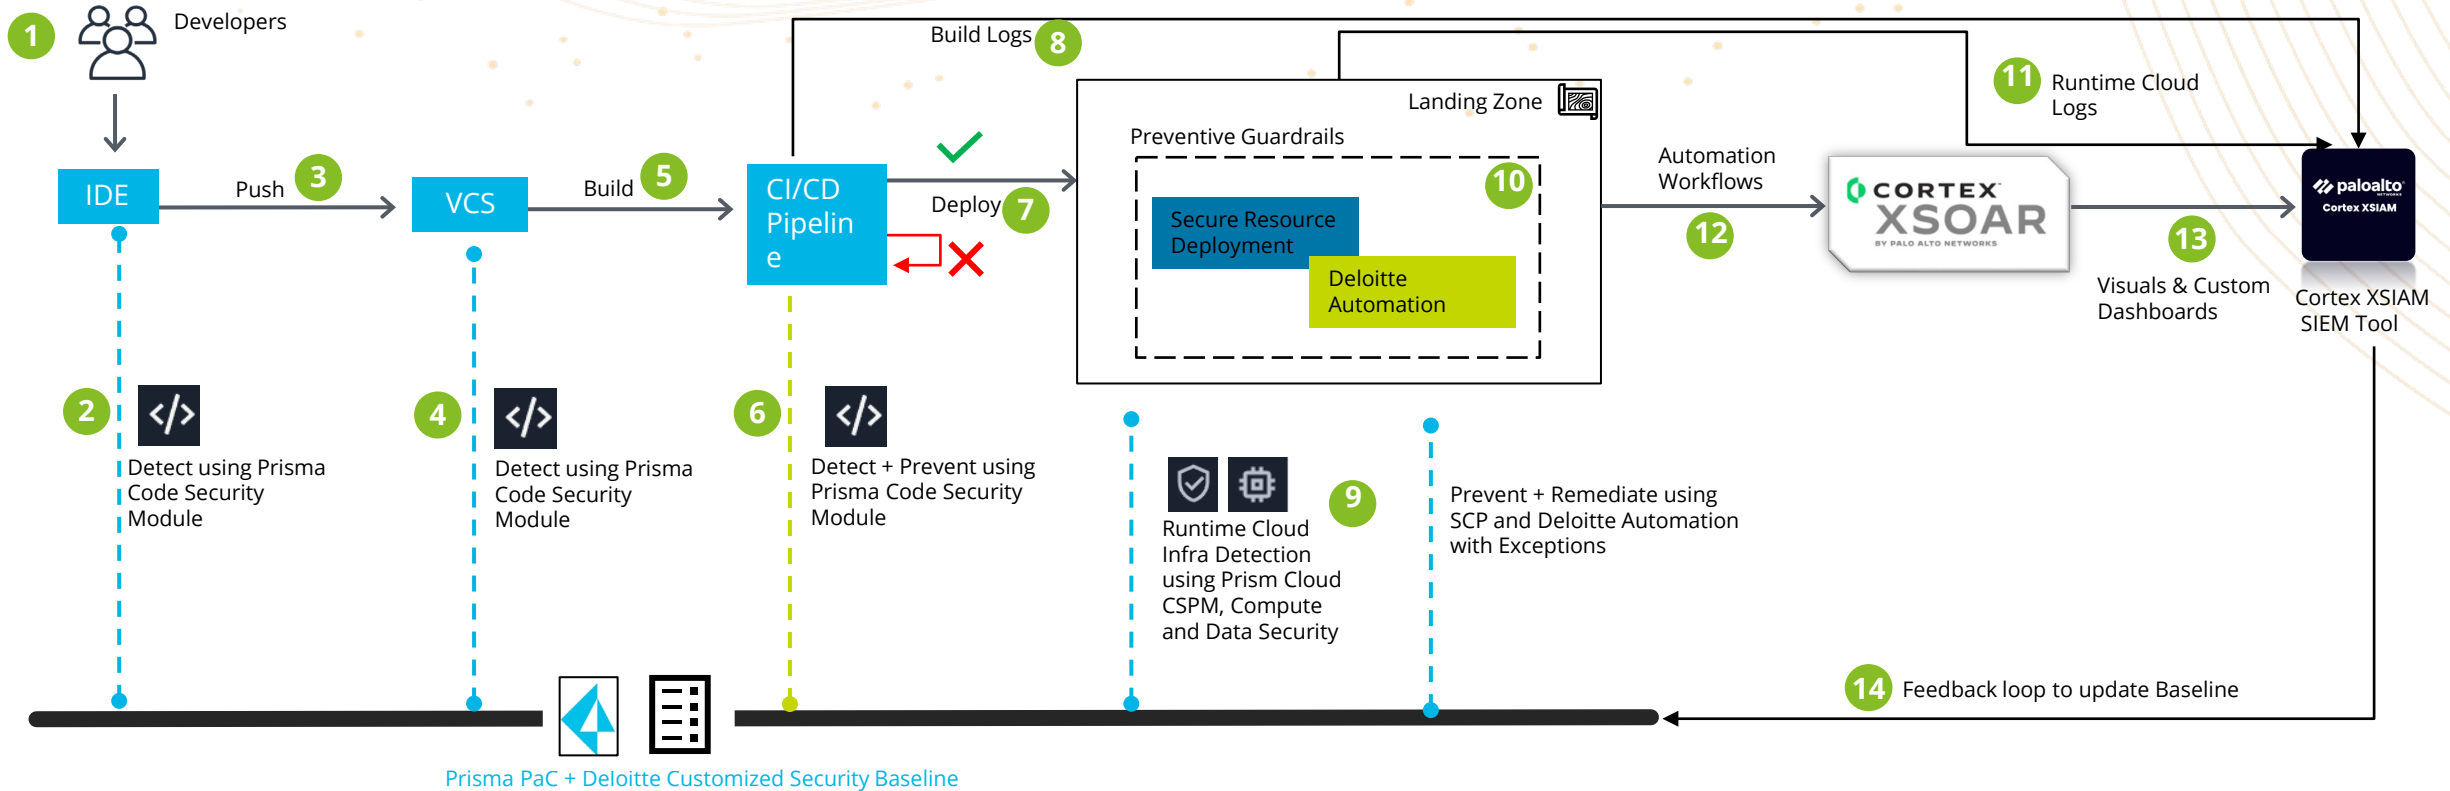 1
Developers
Build Logs
8
11
Runtime Cloud
Logs
Landing Zone
Preventive Guardrails
IDE
Push
3
VCS
Build
5
CI/CD
Pipelin
e
Deploy
7
10
Secure Resource
Deployment
Deloitte
Automation
Automation
Workflows
12
CORTEX™
XSOAR
BY PALO ALTO NETWORKS
13
Visuals & Custom
Dashboards
paloalto
NETWORKS
Cortex XSIAM
Cortex XSIAM
SIEM Tool
2
</>
Detect using Prisma
Code Security
Module
4
</>
Detect using Prisma
Code Security
Module
6
</>
Detect + Prevent using
Prisma Code Security
Module
9
Runtime Cloud
Infra Detection
using Prism Cloud
CSPM, Compute
and Data Security
Prevent + Remediate using
SCP and Deloitte Automation
with Exceptions
14
Feedback loop to update Baseline
Prisma PaC + Deloitte Customized Security Baseline